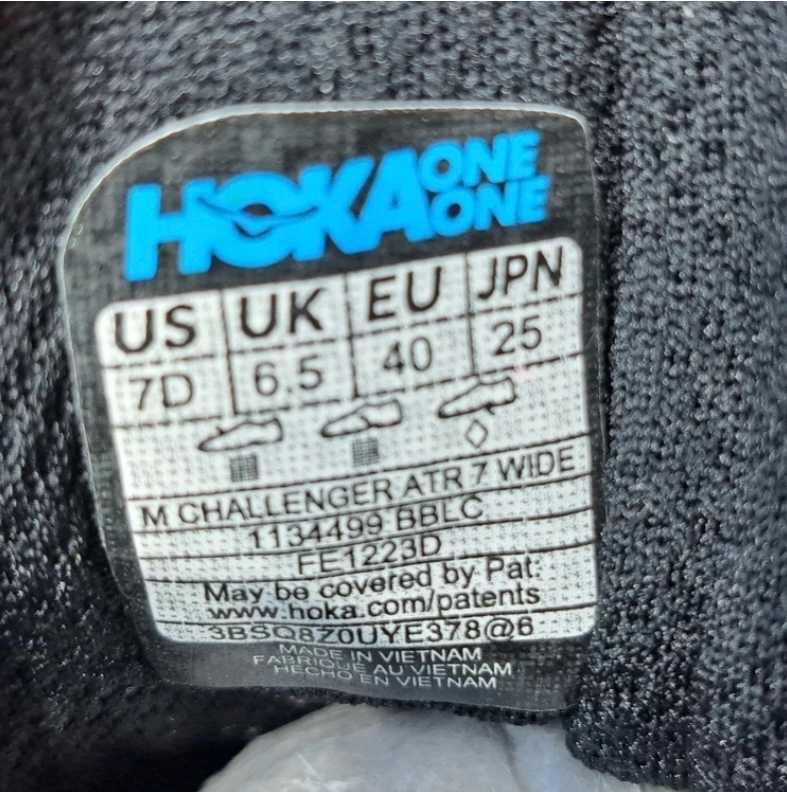 HOKA ONE ONE
US UK EU JPN
7D 6.5 40 25
M CHALLENGER ATR 7 WIDE
1134499 BBLC
FE1223D
May be covered by Pat:
www.hoka.com/patents
3BSQ8Z0UYE378@6
MADE IN VIETNAM
FABRIQUE AU VIETNAM
HECHO EN VIETNAM